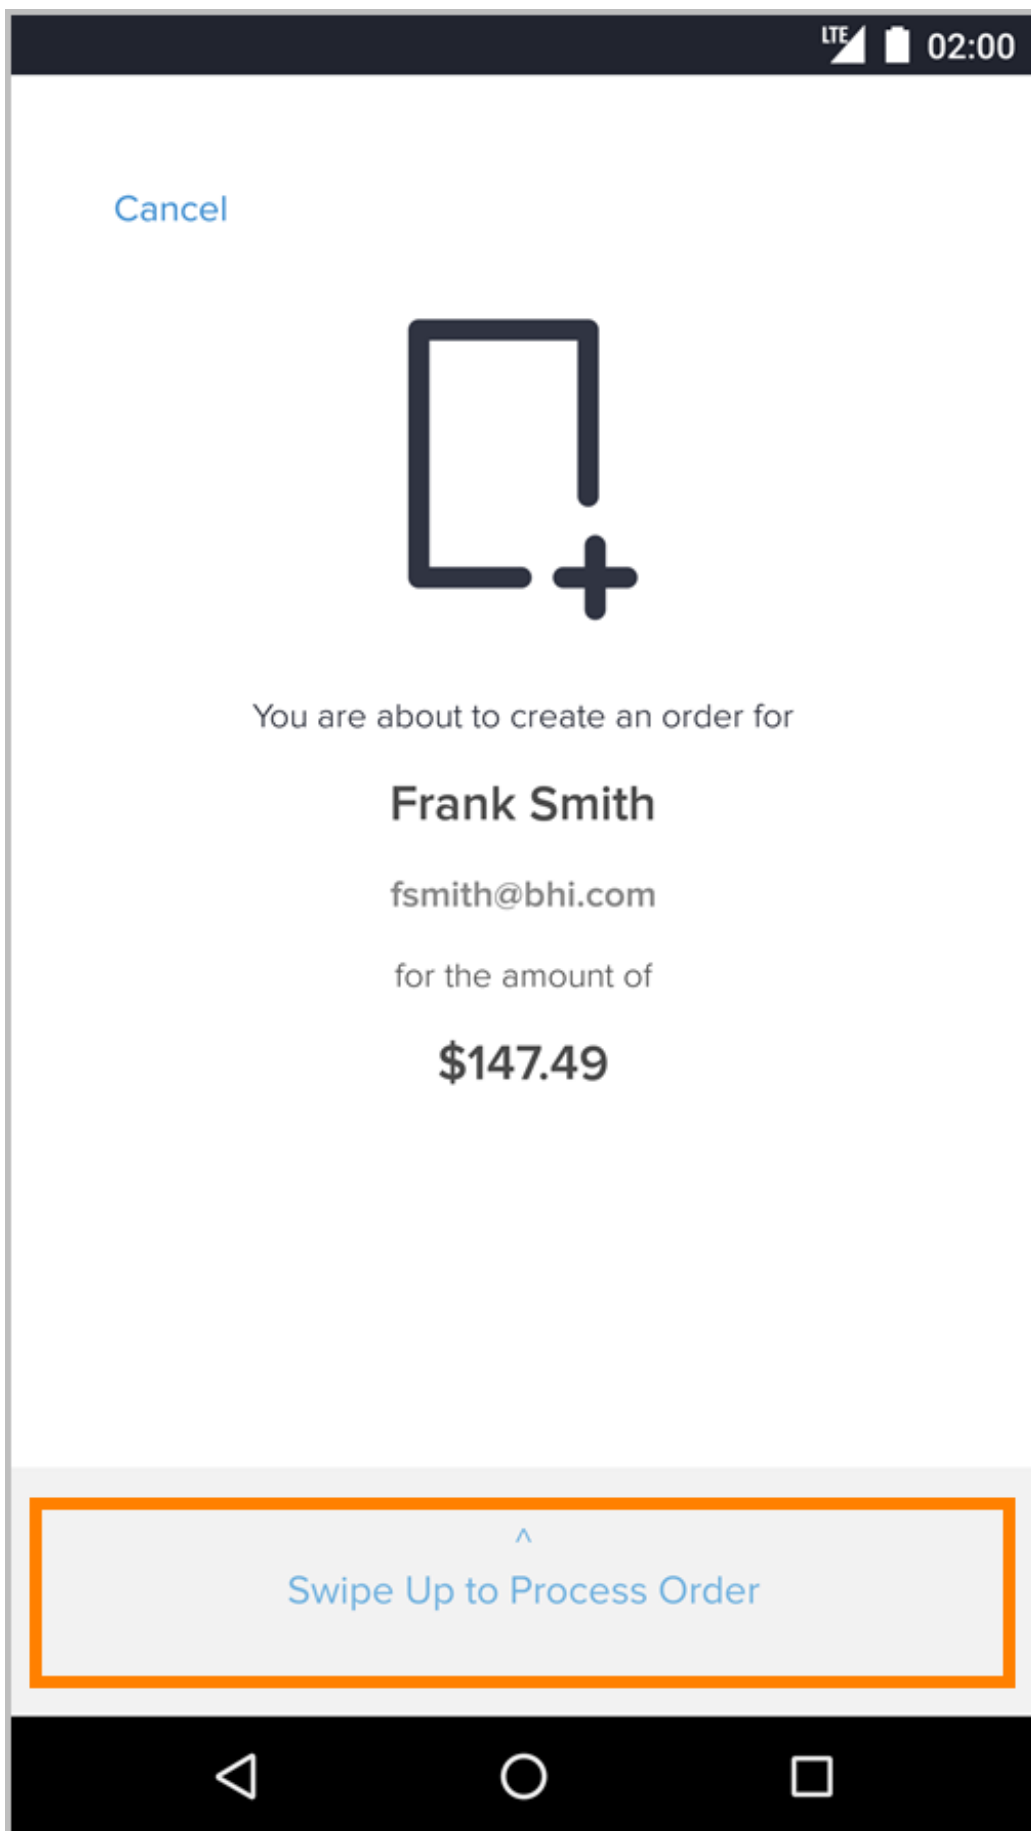 LTE 02:00
Cancel
You are about to create an order for
Frank Smith
fsmith@bhi.com
for the amount of
$147.49
^
Swipe Up to Process Order